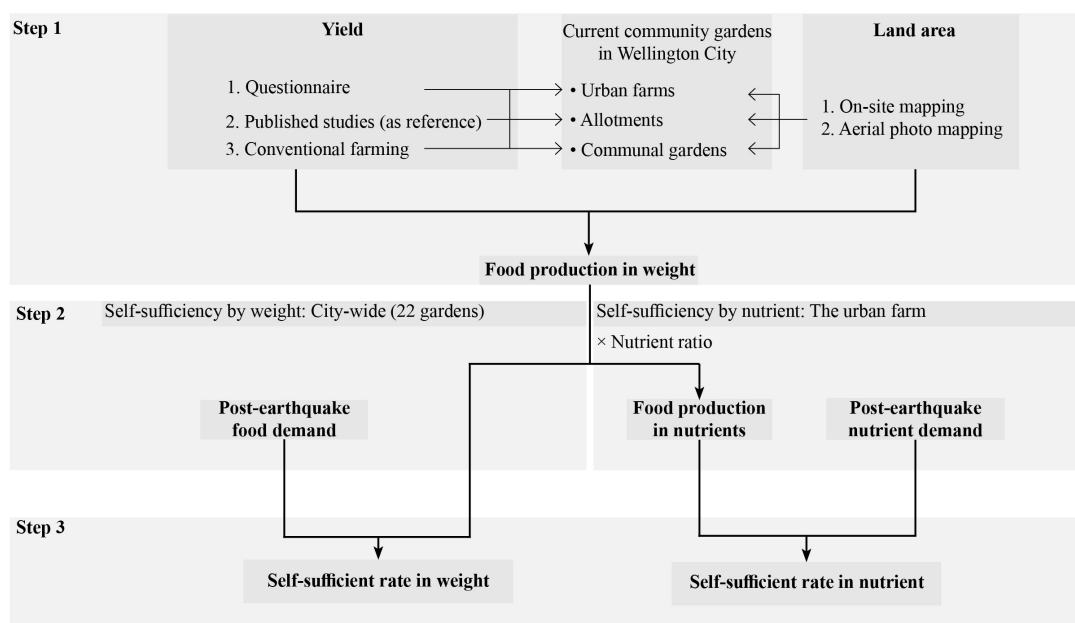 Step 1
Yield
1. Questionnaire
2. Published studies (as reference)
3. Conventional farming
Current community gardens
in Wellington City
• Urban farms
• Allotments
• Communal gardens
Land area
1. On-site mapping
2. Aerial photo mapping
Food production in weight
Step 2
Self-sufficiency by weight: City-wide (22 gardens)
Self-sufficiency by nutrient: The urban farm
× Nutrient ratio
Post-earthquake
food demand
Food production
in nutrients
Post-earthquake
nutrient demand
Step 3
Self-sufficient rate in weight
Self-sufficient rate in nutrient